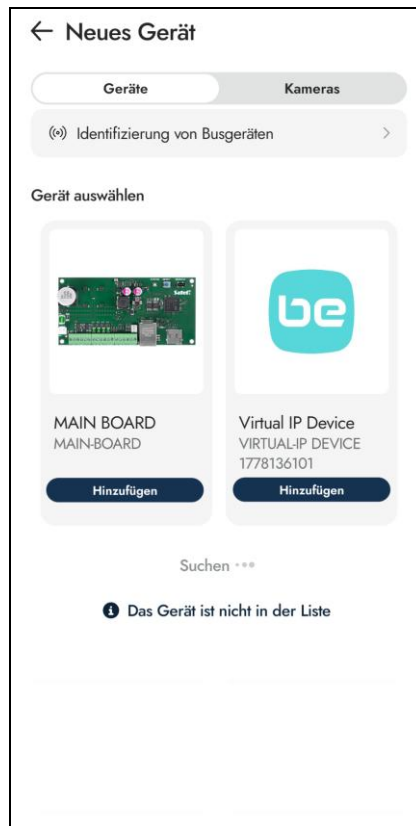 ← Neues Gerät
Geräte
Kameras
Identifizierung von Busgeräten
Gerät auswählen
Satel
be
MAIN BOARD
MAIN-BOARD
Hinzufügen
Virtual IP Device
VIRTUAL-IP DEVICE
1778136101
Hinzufügen
Suchen
Das Gerät ist nicht in der Liste